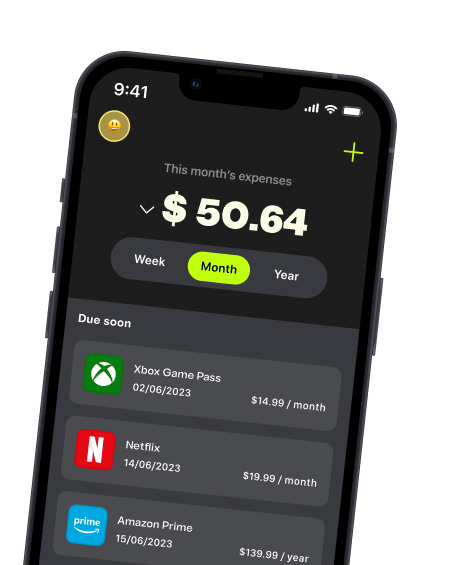 9:41
This month's expenses
$ 50.64
Week Month Year
Due soon
Xbox Game Pass
02/06/2023
$14.99 / month
N
Netflix
14/06/2023
$19.99 / month
prime
Amazon Prime
15/06/2023
$139.99 / year